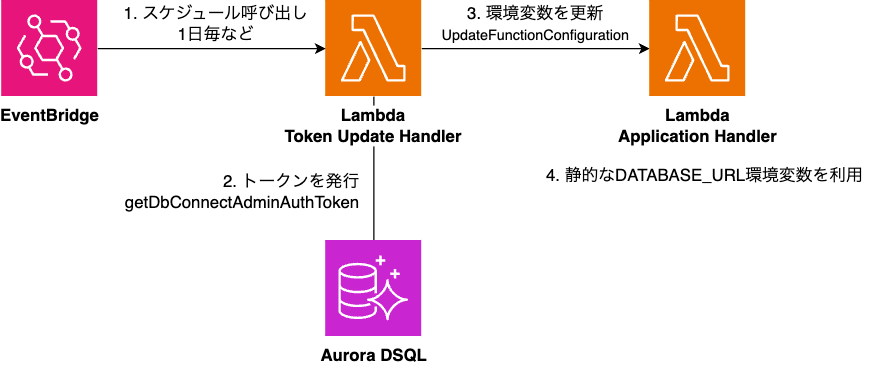 1. スケジュール呼び出し
1日毎など
3. 環境変数を更新
UpdateFunctionConfiguration
EventBridge
Lambda
Token Update Handler
Lambda
Application Handler
2. トークンを発行
getDbConnectAdminAuthToken
4. 静的なDATABASE_URL環境変数を利用
Aurora DSQL